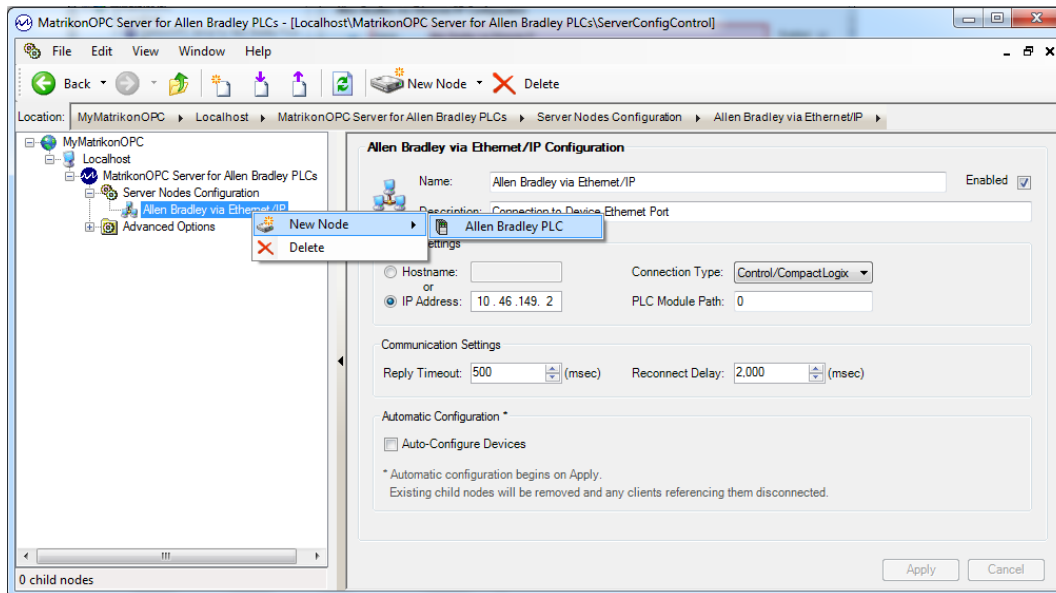 MatrikonOPC Server for Allen Bradley PLCs - [Localhost\MatrikonOPC Server for Allen Bradley PLCs\ServerConfigControl]
File Edit View Window Help
Back New Node Delete
Location: MyMatrikonOPC Localhost MatrikonOPC Server for Allen Bradley PLCs Server Nodes Configuration Allen Bradley via Ethernet/IP
MyMatrikonOPC
Localhost
MatrikonOPC Server for Allen Bradley PLCs
Server Nodes Configuration
Allen Bradley via Ethernet/IP
Advanced Options
New Node
Delete
Allen Bradley PLC
Allen Bradley via Ethernet/IP Configuration
Name: Allen Bradley via Ethernet/IP Enabled
Description: Connection to Device Ethernet Port
ettings
Hostname: Connection Type: Control/CompactLogix
or
IP Address: 10 . 46 .149. 2 PLC Module Path: 0
Communication Settings
Reply Timeout: 500 (msec) Reconnect Delay: 2,000 (msec)
Automatic Configuration *
Auto-Configure Devices
* Automatic configuration begins on Apply.
Existing child nodes will be removed and any clients referencing them disconnected.
Apply Cancel
0 child nodes